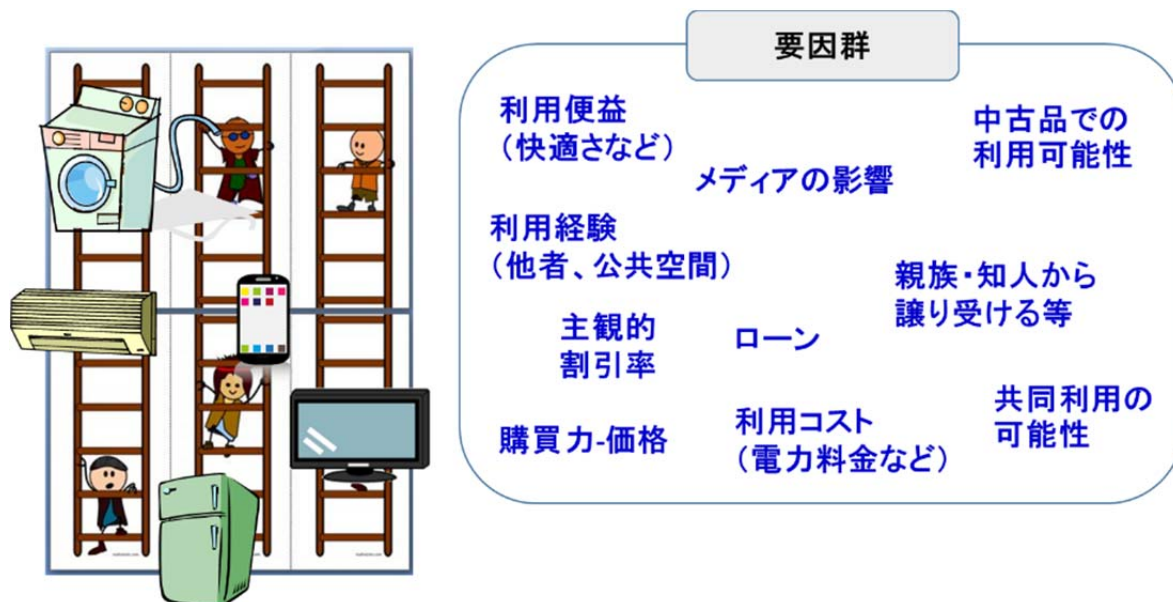 要因群
利用便益
(快適さなど)
メディアの影響
中古品での
利用可能性
利用経験
(他者、公共空間)
親族・知人から
譲り受ける等
主観的
割引率
ローン
購買力-価格
利用コスト
(電力料金など)
共同利用の
可能性